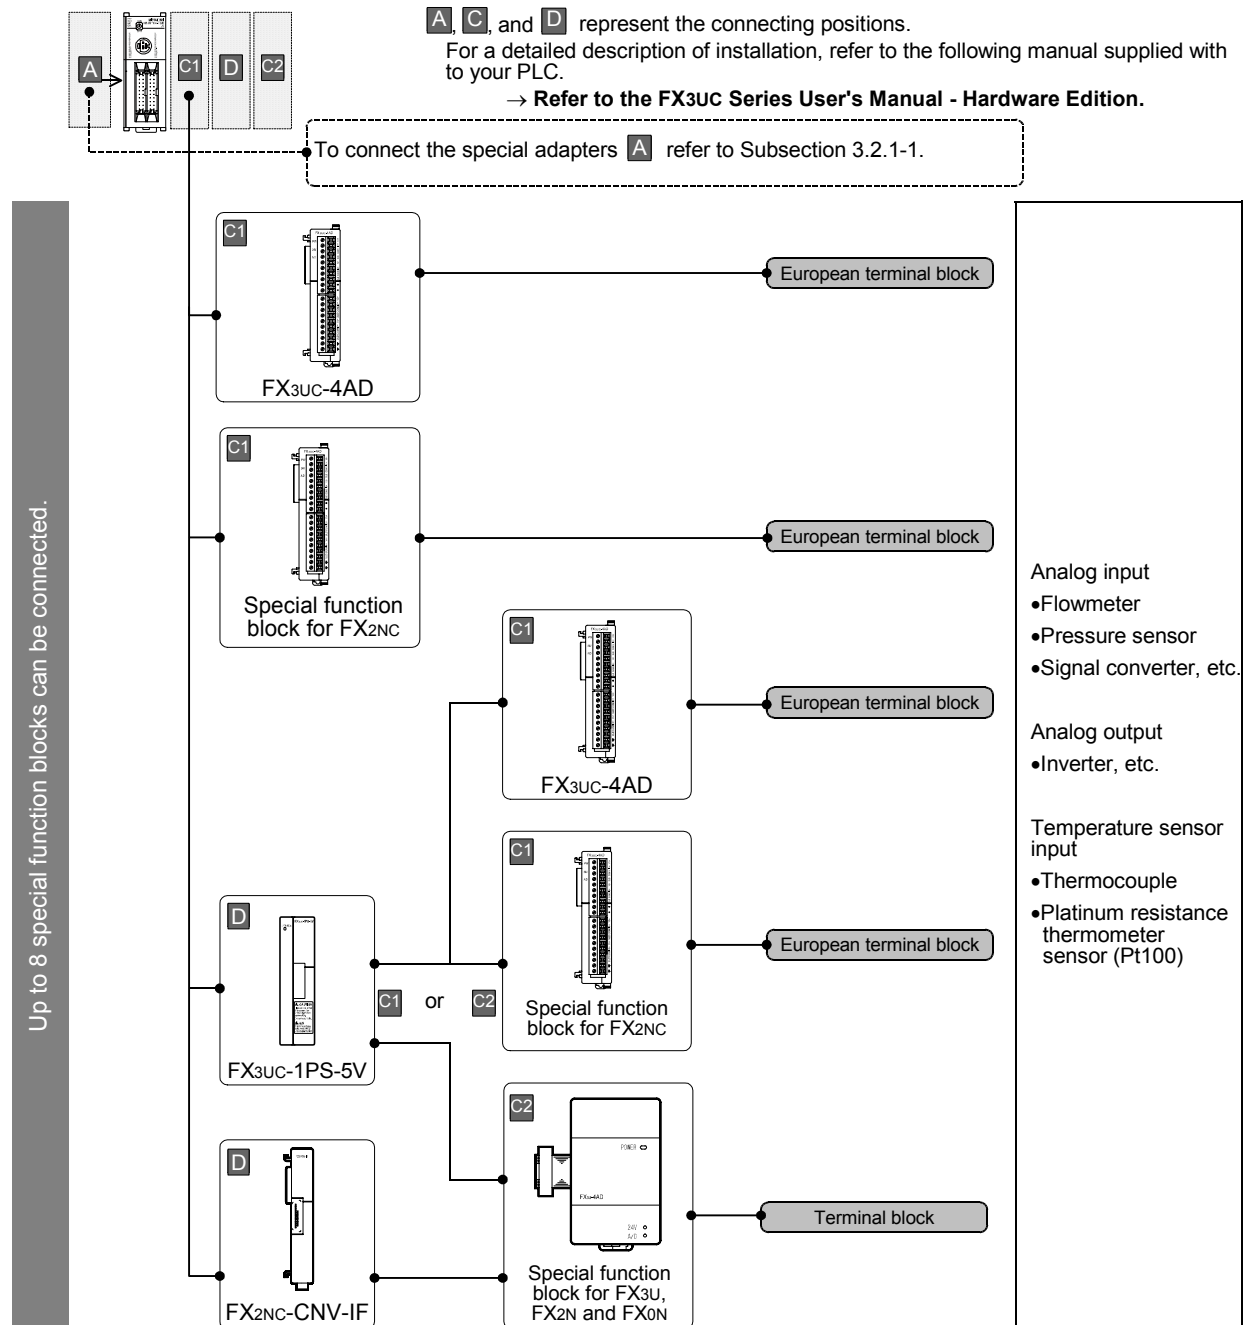 A, C, and D represent the connecting positions.
For a detailed description of installation, refer to the following manual supplied with
to your PLC.
→ Refer to the FX3UC Series User's Manual - Hardware Edition.
A C1 D C2
To connect the special adapters A refer to Subsection 3.2.1-1.
Up to 8 special function blocks can be connected.
C1
FX3UC-4AD
European terminal block
C1
Special function
block for FX2NC
European terminal block
C1
FX3UC-4AD
European terminal block
C1
Special function
block for FX2NC
European terminal block
D
FX3UC-1PS-5V
C1 or C2
C2
POWER
FX3U-4AD
24V
A/D
Special function
block for FX3U,
FX2N and FX0N
Terminal block
D
FX2NC-CNV-IF
Analog input
•Flowmeter
•Pressure sensor
•Signal converter, etc.
Analog output
•Inverter, etc.
Temperature sensor
input
•Thermocouple
•Platinum resistance
thermometer
sensor (Pt100)